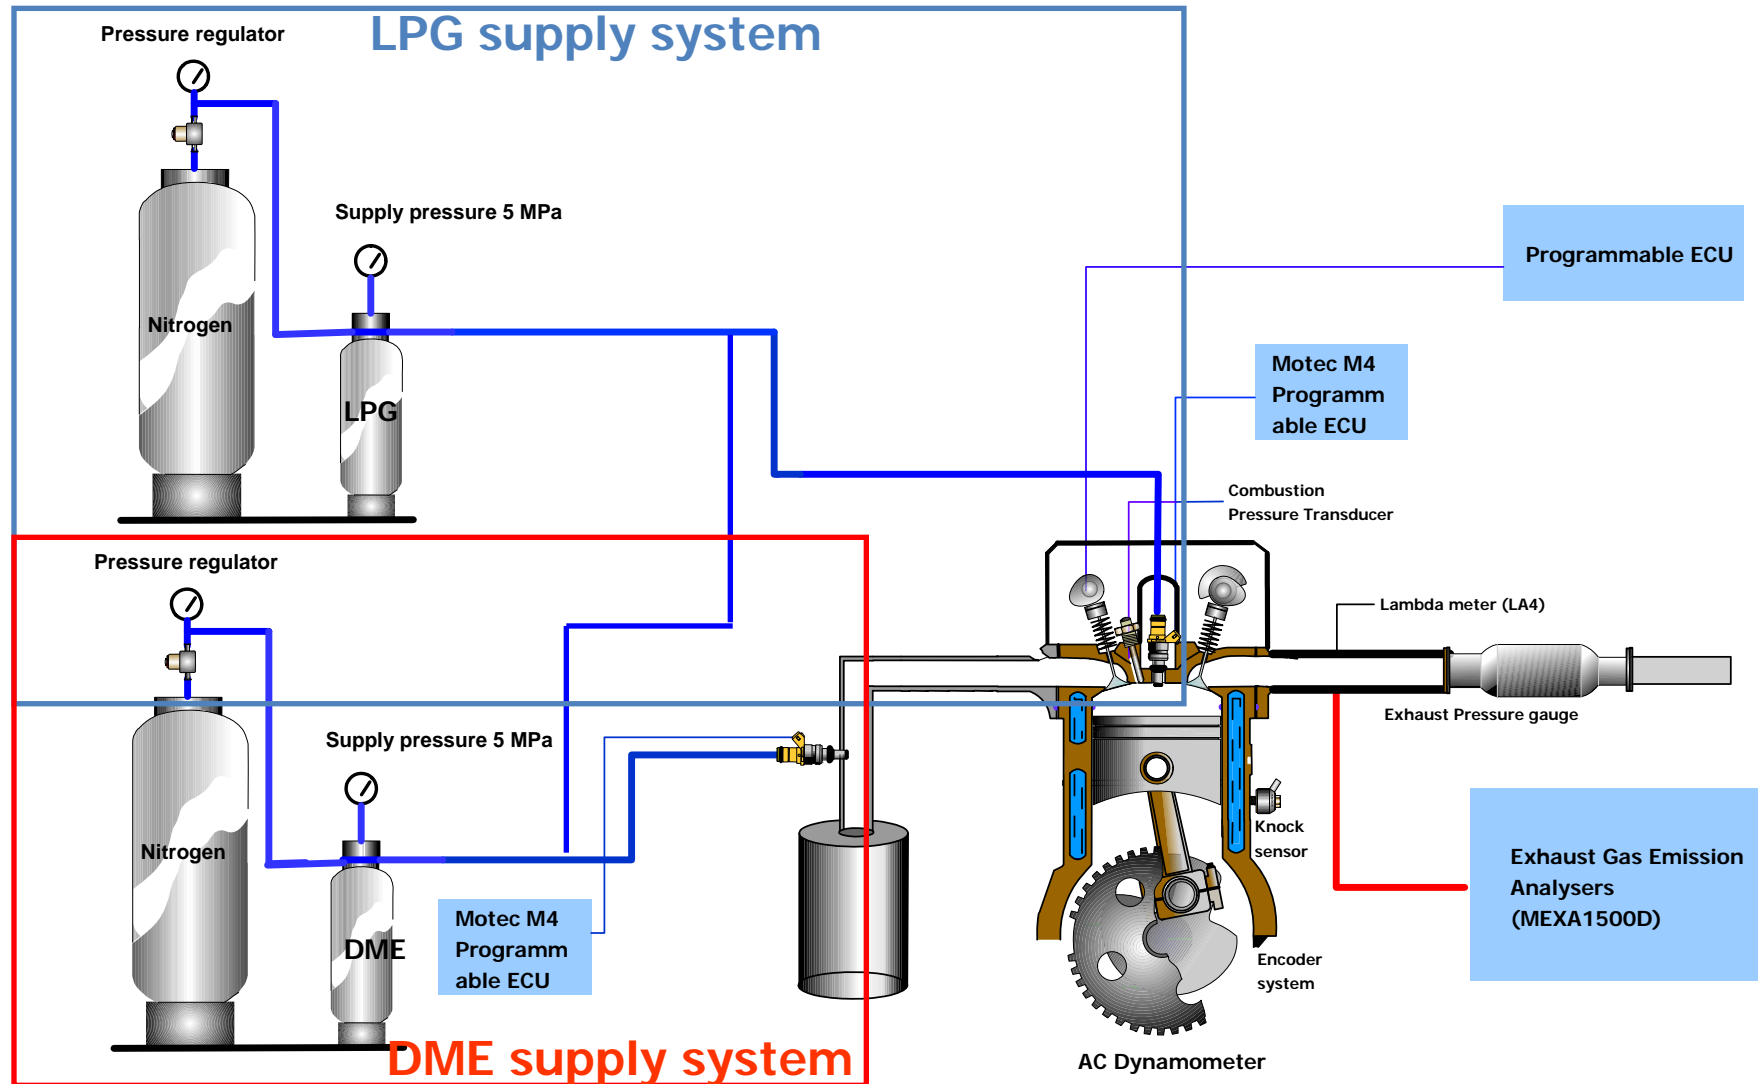 LPG supply system
Pressure regulator
Supply pressure 5 MPa
Nitrogen
LPG
Programmable ECU
Motec M4
Programm
able ECU
Combustion
Pressure Transducer
Pressure regulator
Lambda meter (LA4)
Exhaust Pressure gauge
Supply pressure 5 MPa
Nitrogen
DME
Motec M4
Programm
able ECU
Knock
sensor
Exhaust Gas Emission
Analysers
(MEXA1500D)
Encoder
system
DME supply system
AC Dynamometer